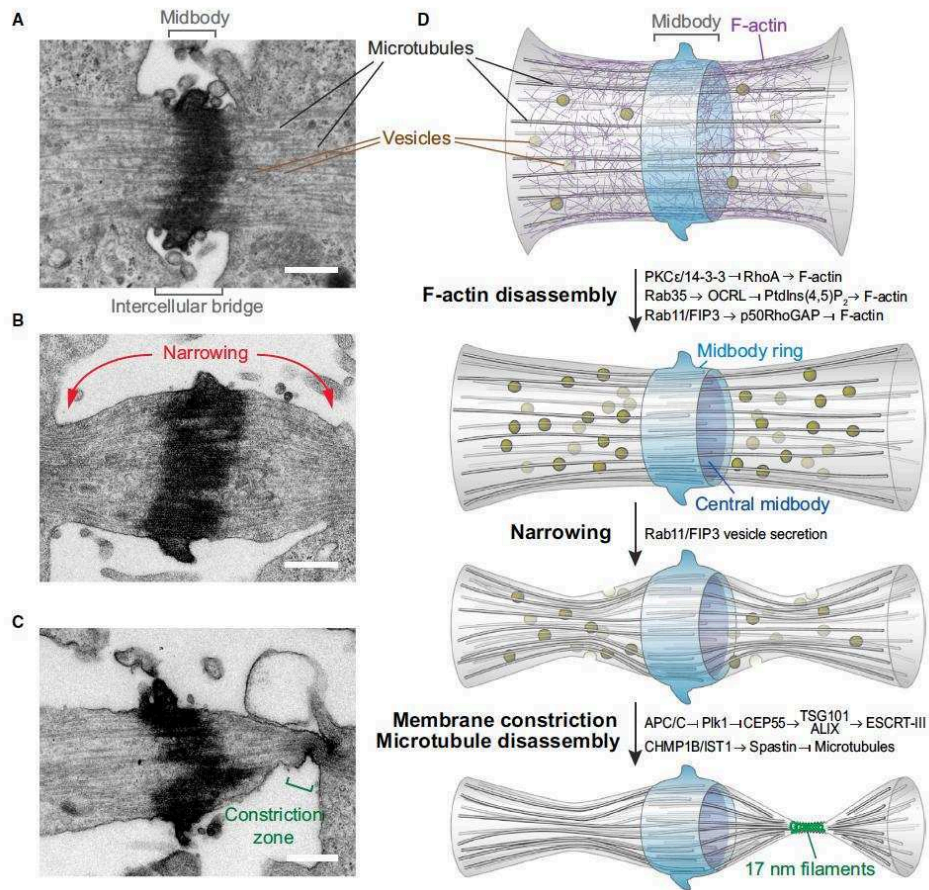 A
Midbody
Microtubules
Vesicles
Intercellular bridge
B
Narrowing
C
Constriction
zone
D
Midbody
F-actin
F-actin disassembly
PKCε/14-3-3⊣RhoA→F-actin
Rab35→OCRL⊣PtdIns(4,5)P₂→F-actin
Rab11/FIP3→p50RhoGAP⊣F-actin
Midbody ring
Central midbody
Narrowing
Rab11/FIP3 vesicle secretion
Membrane constriction
Microtubule disassembly
APC/C⊣Plk1⊣CEP55→TSG101 ALIX→ESCRT-III
CHMP1B/IST1→Spastin⊣Microtubules
17 nm filaments